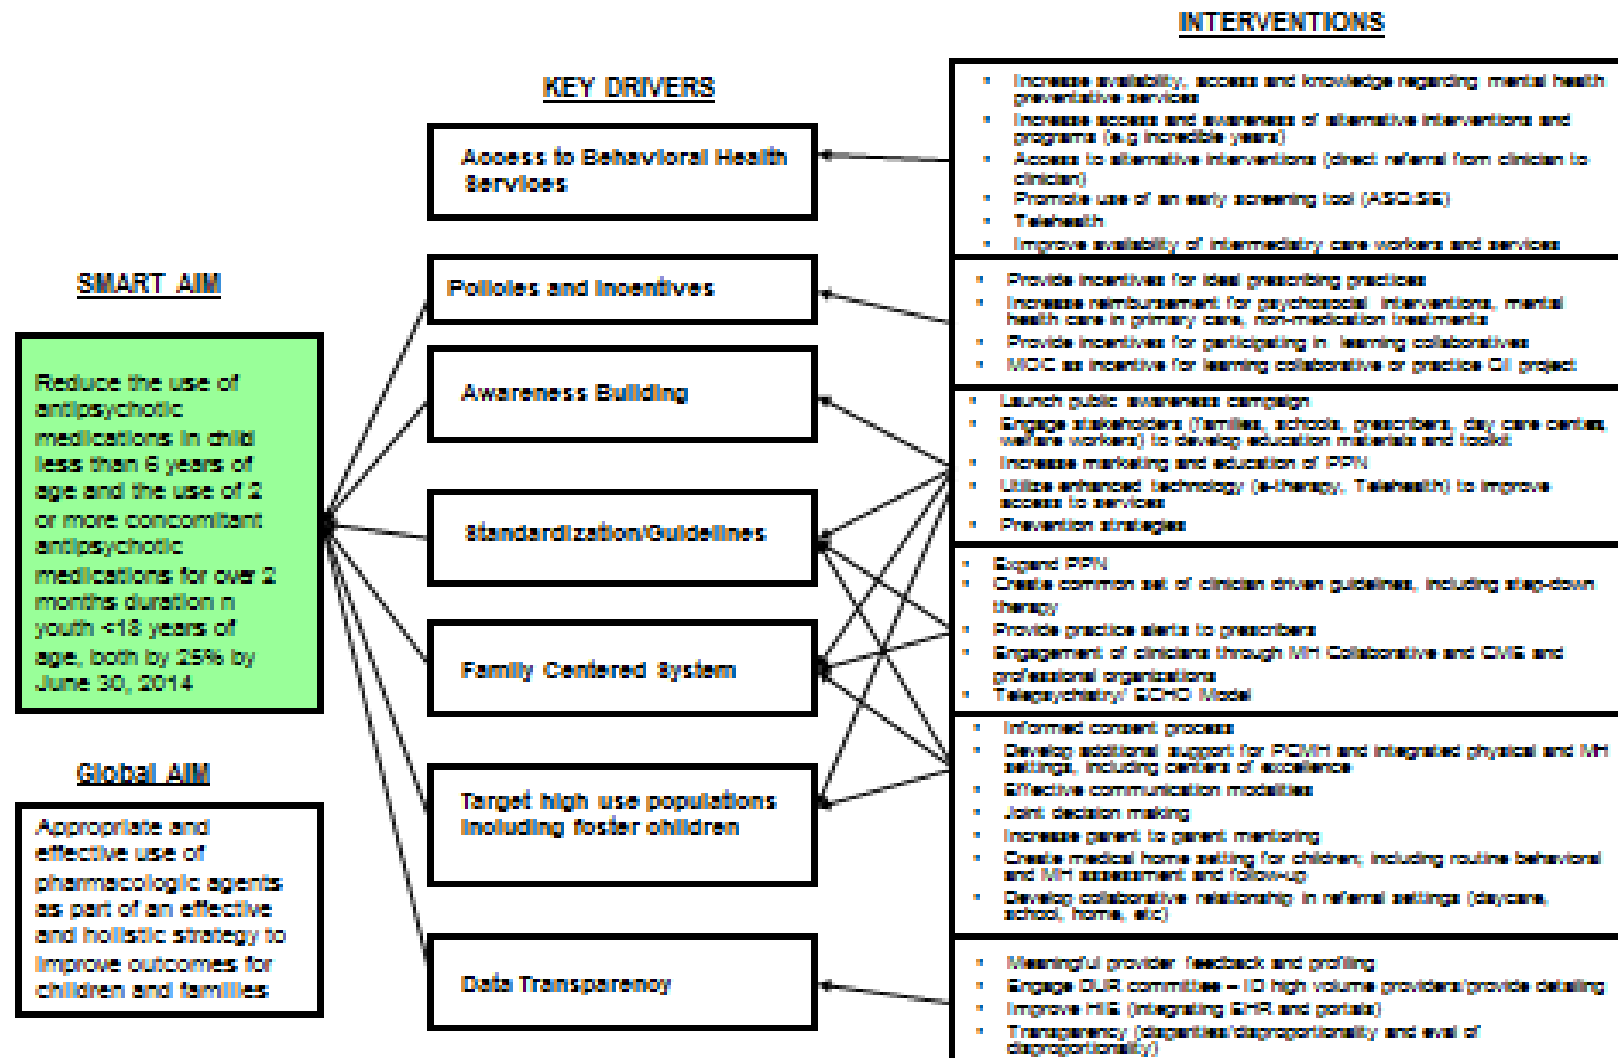 INTERVENTIONS
KEY DRIVERS
SMART AIM
Reduce the use of
antipsychotic
medications in child
less than 6 years of
age and the use of 2
or more concomitant
antipsychotic
medications for over 2
months duration n
youth <18 years of
age, both by 25% by
June 30, 2014
Global AIM
Appropriate and
effective use of
pharmacologic agents
as part of an effective
and holistic strategy to
improve outcomes for
children and families
Access to Behavioral Health
Services
Policies and Incentives
Awareness Building
Standardization/Guidelines
Family Centered System
Target high use populations
including foster children
Data Transparency
• Increase availability, access and knowledge regarding mental health
preventative services
• Increase access and awareness of alternative interventions and
programs (e.g incredible years)
• Access to alternative interventions (direct referral from clinician to
clinician)
• Promote use of an early screening tool (ASQ:SE)
• Telehealth
• Improve availability of intermediatry care workers and services
• Provide incentives for ideal prescribing practices
• Increase reimbursement for psychosocial interventions, mental
health care in primary care, non-medication treatments
• Provide incentives for participating in learning collaboratives
• MOC as incentive for learning collaborative or practice QI project
• Launch public awareness campaign
• Engage stakeholders (families, schools, prescribers, day care center,
welfare workers) to develop education materials and toolkit
• Increase marketing and education of PPN
• Utilize enhanced technology (e-therapy, Telehealth) to improve
access to services
• Prevention strategies
• Expand PPN
• Create common set of clinician driven guidelines, including step-down
therapy
• Provide practice alerts to prescribers
• Engagement of clinicians through MH Collaborative and CME and
professional organizations
• Telepsychiatry/ ECHO Model
• Informed consent process
• Develop additional support for PCMH and integrated physical and MH
settings, including centers of excellence
• Effective communication modalities
• Joint decision making
• Increase parent to parent mentoring
• Create medical home setting for children; including routine behavioral
and MH assessment and follow-up
• Develop collaborative relationship in referral settings (daycare,
school, home, etc)
• Meaningful provider feedback and profiling
• Engage DUR committee – ID high volume providers/provide detailing
• Improve HIE (integrating EHR and portals)
• Transparency (disparities/disproportionality and eval of
disproportionality)